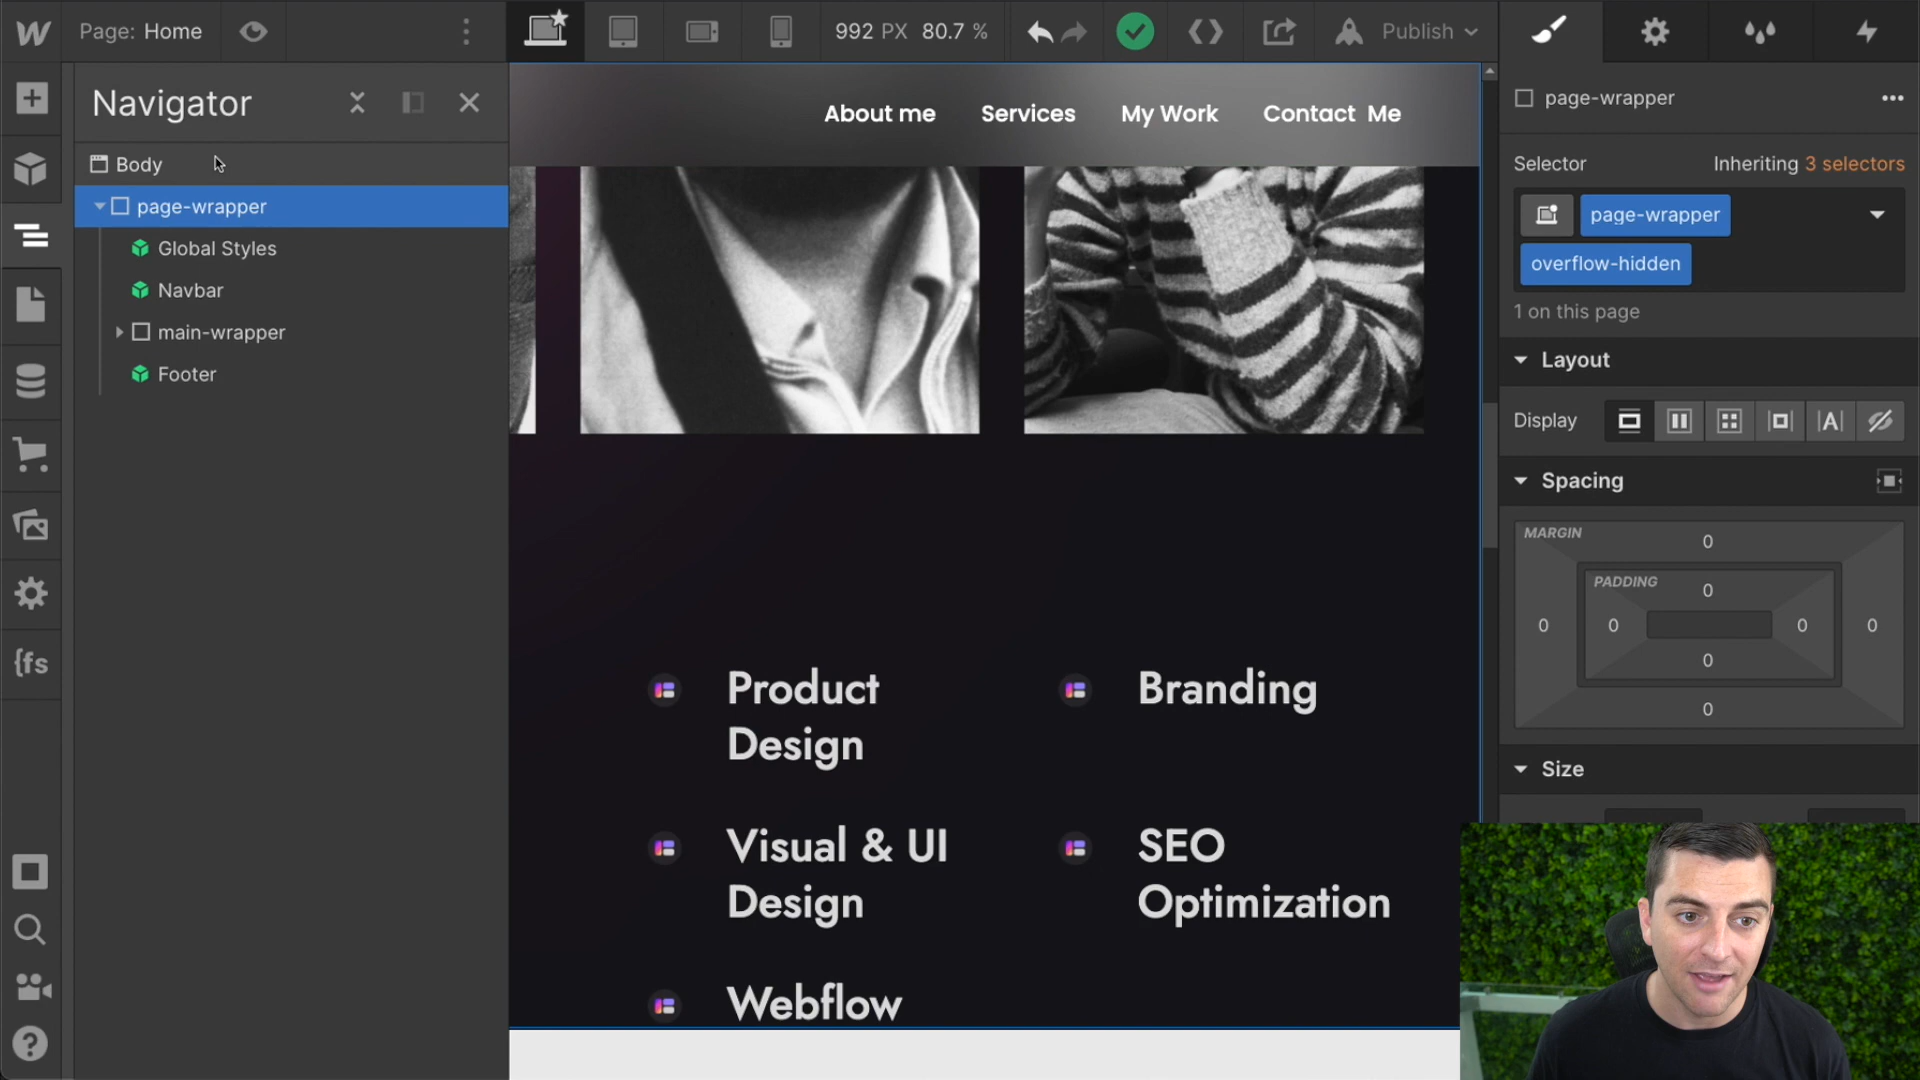 Page: Home
992 PX 80.7 %
Publish
Navigator
Body
page-wrapper
Global Styles
Navbar
main-wrapper
Footer
{fs
About me
Services
My Work
Contact Me
Product
Design
Branding
Visual & UI
Design
SEO
Optimization
Webflow
page-wrapper
Selector
Inheriting 3 selectors
page-wrapper
overflow-hidden
1 on this page
Layout
Display
Spacing
MARGIN
0
PADDING
0
0
0
0
0
0
0
Size